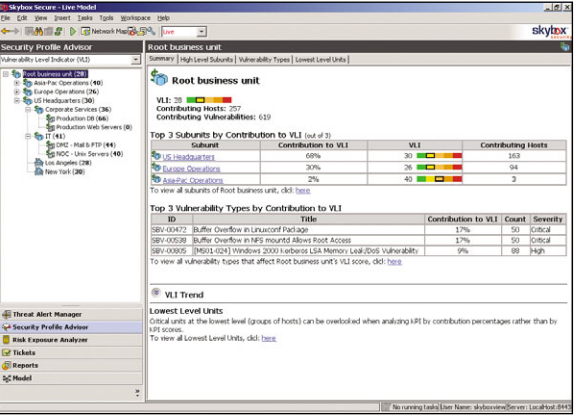 Skybox Secure - Live Model
File Edit View Insert Tasks Tools Workspace Help
Network Map
Live
skybox
Security Profile Advisor
Root business unit
Vulnerability Level Indicator (VLI)
Summary High Level Subunits Vulnerability Types Lowest Level Units
Root business unit (28)
Asia-Pac Operations (40)
Europe Operations (26)
US Headquarters (30)
Corporate Services (36)
Production DB (66)
Production Web Servers (0)
IT (41)
DMZ - Mail & FTP (44)
NOC - Unix Servers (40)
Los Angeles (28)
New York (30)
Root business unit
VLI: 28
Contributing Hosts: 257
Contributing Vulnerabilities: 619
Top 3 Subunits by Contribution to VLI (out of 3)
Subunit Contribution to VLI VLI Contributing Hosts
US Headquarters 68% 30 163
Europe Operations 30% 26 94
Asia-Pac Operations 2% 40 3
To view all subunits of Root business unit, click: here
Top 3 Vulnerability Types by Contribution to VLI
ID Title Contribution to VLI Count Severity
SBV-00472 Buffer Overflow in Linuxconf Package 17% 50 Critical
SBV-00538 Buffer Overflow in NFS mountd Allows Root Access 17% 50 Critical
SBV-00805 [MS01-024] Windows 2000 Kerberos LSA Memory Leak/DoS Vulnerability 9% 88 High
To view all vulnerability types that affect Root business unit's VLI score, click: here
VLI Trend
Lowest Level Units
Critical units at the lowest level (groups of hosts) can be overlooked when analyzing KPI by contribution percentages rather than by
KPI scores.
To view all Lowest Level Units, click: here
Threat Alert Manager
Security Profile Advisor
Risk Exposure Analyzer
Tickets
Reports
Model
No running tasks User Name: skyboxview Server: LocalHost:8443